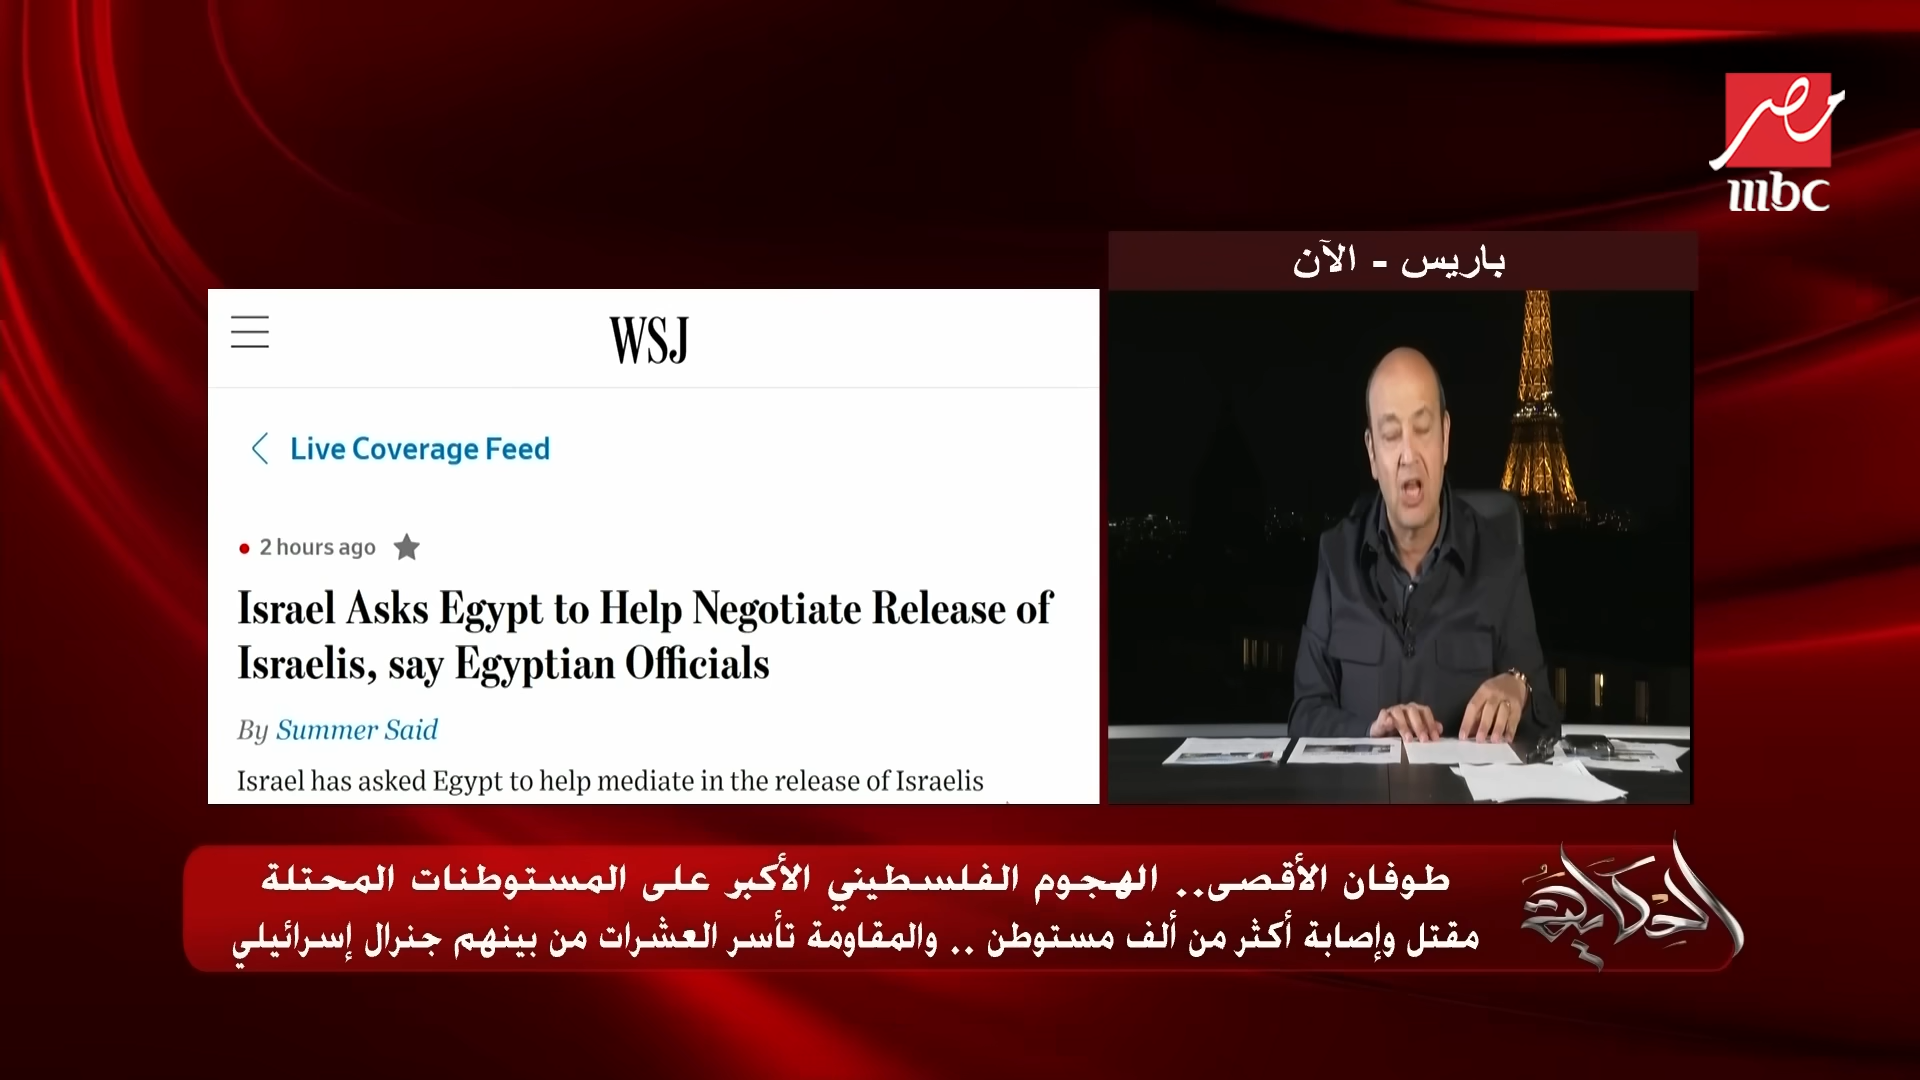 مصر
mbc
باريس - الآن
WSJ
Live Coverage Feed
2 hours ago
Israel Asks Egypt to Help Negotiate Release of
Israelis, say Egyptian Officials
By Summer Said
Israel has asked Egypt to help mediate in the release of Israelis
طوفان الأقصى.. الهجوم الفلسطيني الأكبر على المستوطنات المحتلة
مقتل وإصابة أكثر من ألف مستوطن .. والمقاومة تأسر العشرات من بينهم جنرال إسرائيلي
الحكاية